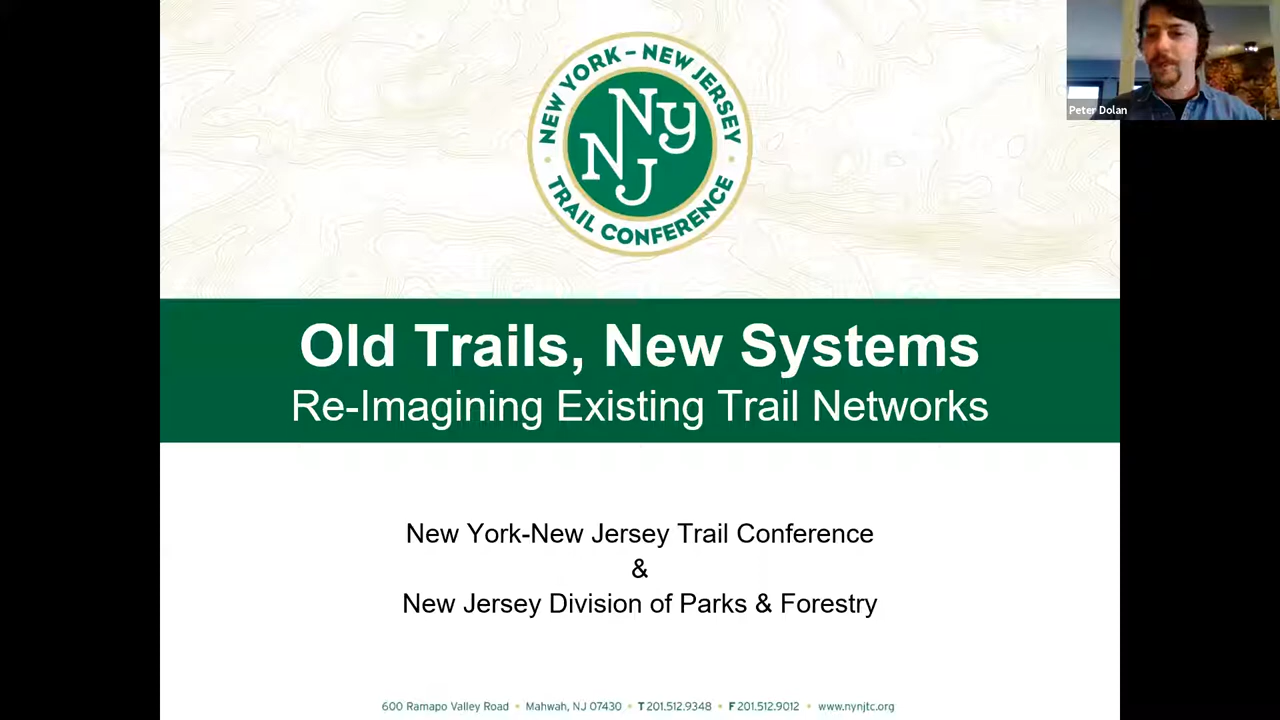 NEW YORK – NEW JERSEY
NY
NJ
TRAIL CONFERENCE
Peter Dolan
Old Trails, New Systems
Re-Imagining Existing Trail Networks
New York-New Jersey Trail Conference
&
New Jersey Division of Parks & Forestry
600 Ramapo Valley Road • Mahwah, NJ 07430 • T 201.512.9348 • F 201.512.9012 • www.nynjtc.org